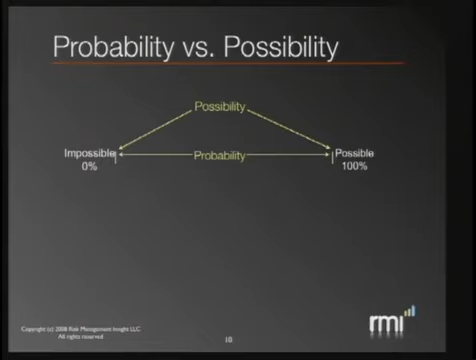 Probability vs. Possibility
Possibility
Impossible
0%
Probability
Possible
100%
Copyright (c) 2008 Risk Management Insight LLC
All rights reserved
10
rmi